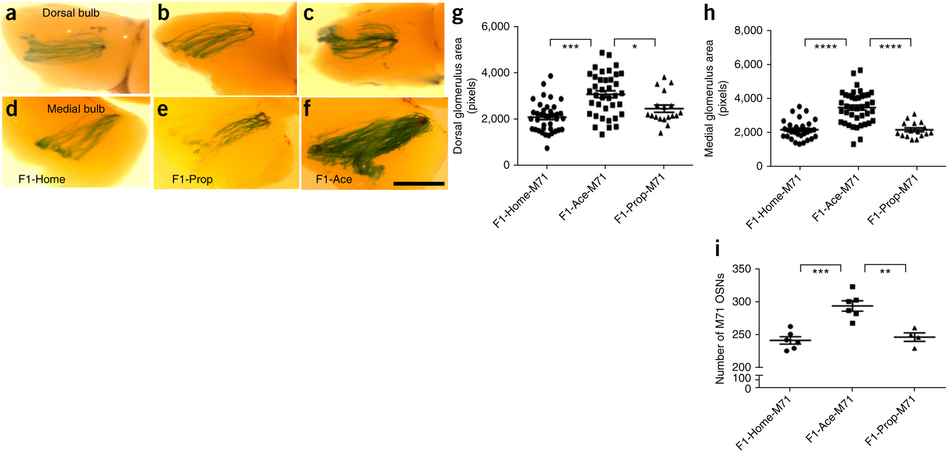 a
b
c
Dorsal bulb
d
e
f
Medial bulb
F1-Home
F1-Prop
F1-Ace
g
Dorsal glomerulus area
(pixels)
6,000
4,000
2,000
0
***
*
F1-Home-M71
F1-Ace-M71
F1-Prop-M71
h
Medial glomerulus area
(pixels)
8,000
6,000
4,000
2,000
0
****
****
F1-Home-M71
F1-Ace-M71
F1-Prop-M71
i
Number of M71 OSNs
350
300
250
200
100
0
***
**
F1-Home-M71
F1-Ace-M71
F1-Prop-M71